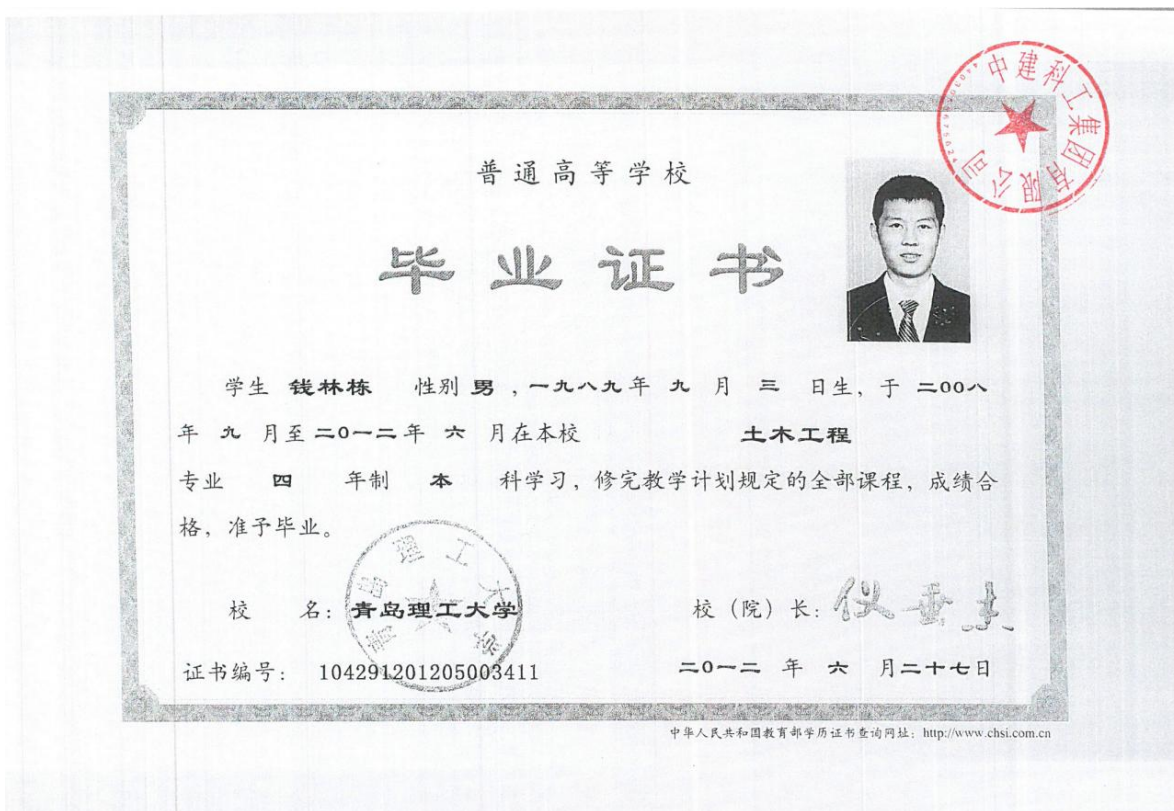 中建科工集团有限公司
普通高等学校
毕业证书
学生 钱林栋 性别 男 ，一九八九年 九 月 三 日生，于 二00八
年 九 月至 二0一二年 六 月在本校 土木工程
专业 四 年制 本 科学习，修完教学计划规定的全部课程，成绩合
格，准予毕业。
青岛理工大学
校 名：青岛理工大学 校（院）长：仪垂杰
证书编号： 104291201205003411 二0一二 年 六 月二十七日
中华人民共和国教育部学历证书查询网址：http://www.chsi.com.cn